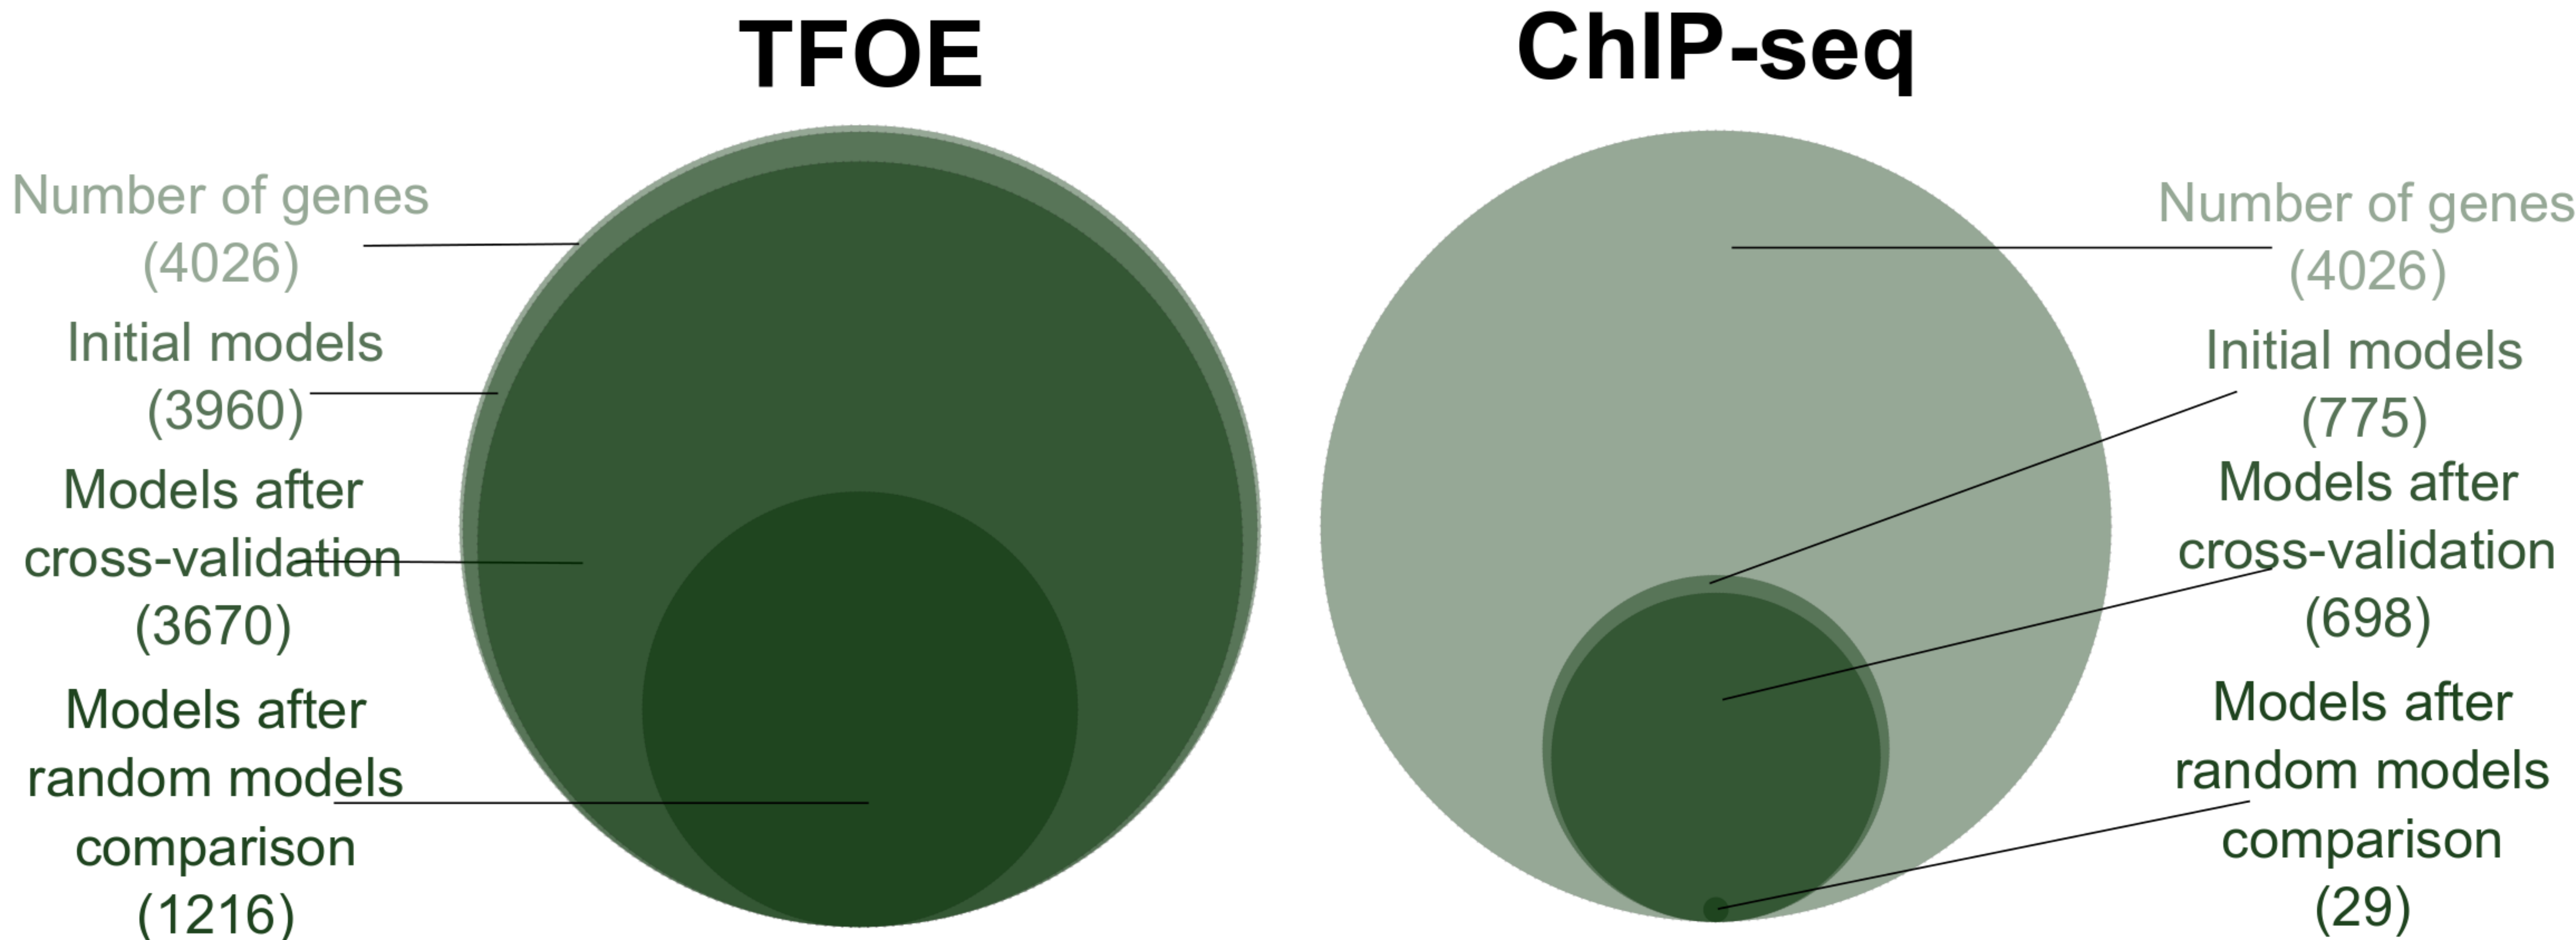 TFOE
Number of genes
(4026)
Initial models
(3960)
Models after
cross-validation
(3670)
Models after
random models
comparison
(1216)
ChIP-seq
Number of genes
(4026)
Initial models
(775)
Models after
cross-validation
(698)
Models after
random models
comparison
(29)